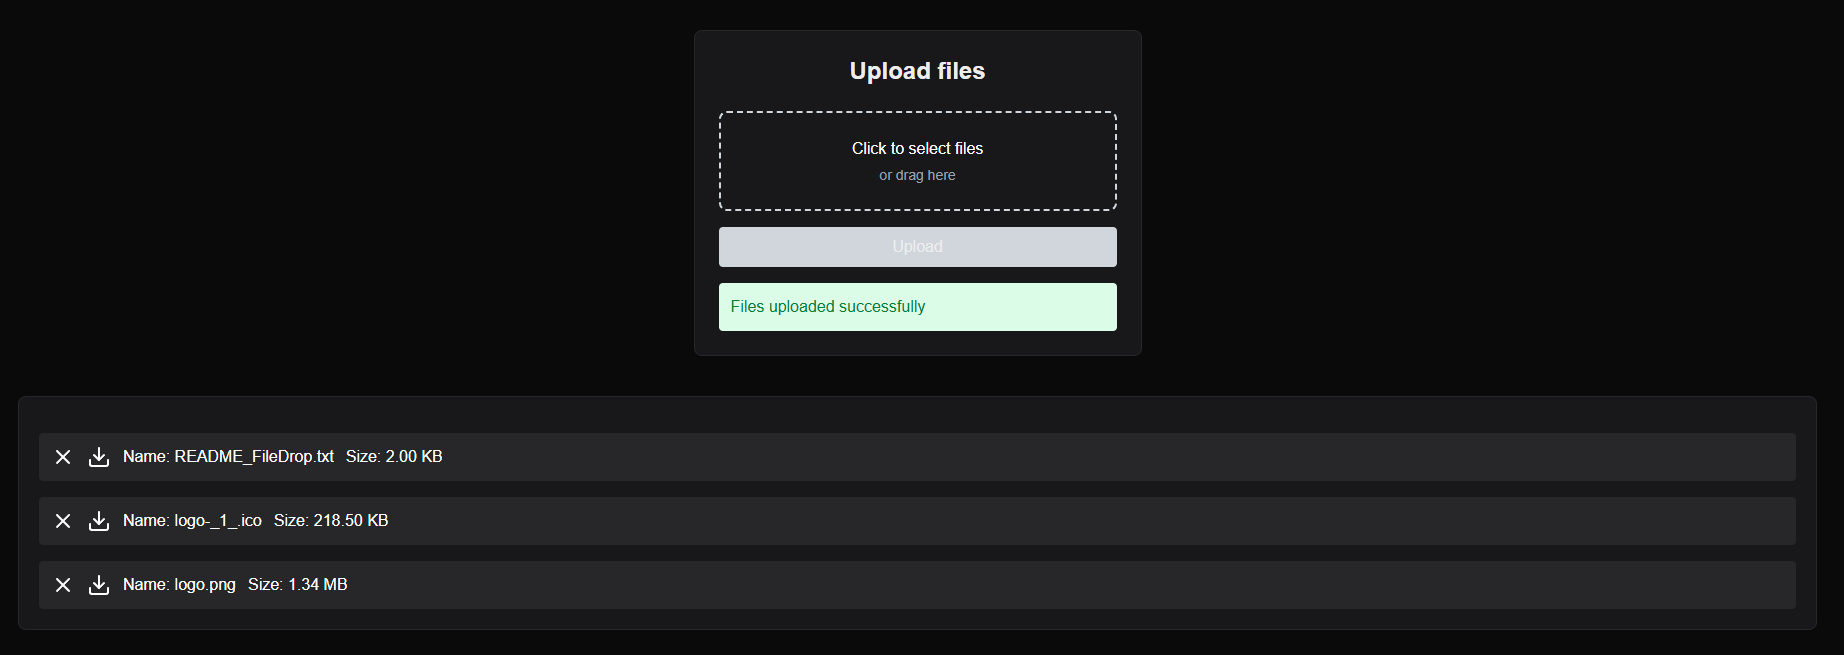 Upload files
Click to select files
or drag here
Upload
Files uploaded successfully
Name: README_FileDrop.txt Size: 2.00 KB
Name: logo-_1_.ico Size: 218.50 KB
Name: logo.png Size: 1.34 MB